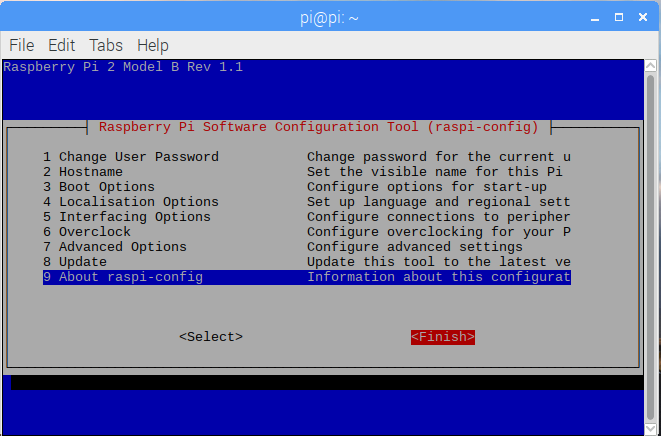 pi@pi: ~
File Edit Tabs Help
Raspberry Pi 2 Model B Rev 1.1
Raspberry Pi Software Configuration Tool (raspi-config)
1 Change User Password Change password for the current u
2 Hostname Set the visible name for this Pi
3 Boot Options Configure options for start-up
4 Localisation Options Set up language and regional sett
5 Interfacing Options Configure connections to peripher
6 Overclock Configure overclocking for your P
7 Advanced Options Configure advanced settings
8 Update Update this tool to the latest ve
9 About raspi-config Information about this configurat
<Select> <Finish>